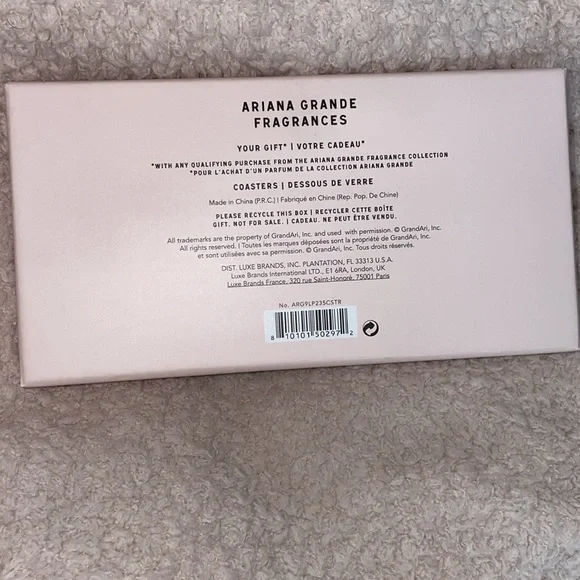 ARIANA GRANDE
FRAGRANCES
YOUR GIFT* | VOTRE CADEAU*
*WITH ANY QUALIFYING PURCHASE FROM THE ARIANA GRANDE FRAGRANCE COLLECTION
*POUR L'ACHAT D'UN PARFUM DE LA COLLECTION ARIANA GRANDE
COASTERS | DESSOUS DE VERRE
Made in China (P.R.C.) | Fabriqué en Chine (Rep. Pop. De Chine)
PLEASE RECYCLE THIS BOX | RECYCLER CETTE BOÎTE
GIFT. NOT FOR SALE. | CADEAU. NE PEUT ÊTRE VENDU.
All trademarks are the property of GrandAri, Inc. and used with permission. © GrandAri, Inc.
All rights reserved. | Toutes les marques déposées sont la propriété de GrandAri, Inc.
et sont utilisées avec sa permission. © GrandAri, Inc. Tous droits réservés.
DIST. LUXE BRANDS, INC. PLANTATION, FL 33313 U.S.A.
Luxe Brands International LTD., E1 6RA, London, UK
Luxe Brands France, 320 rue Saint-Honoré, 75001 Paris
No. ARG9LP235CSTR
8 10101 50297 2